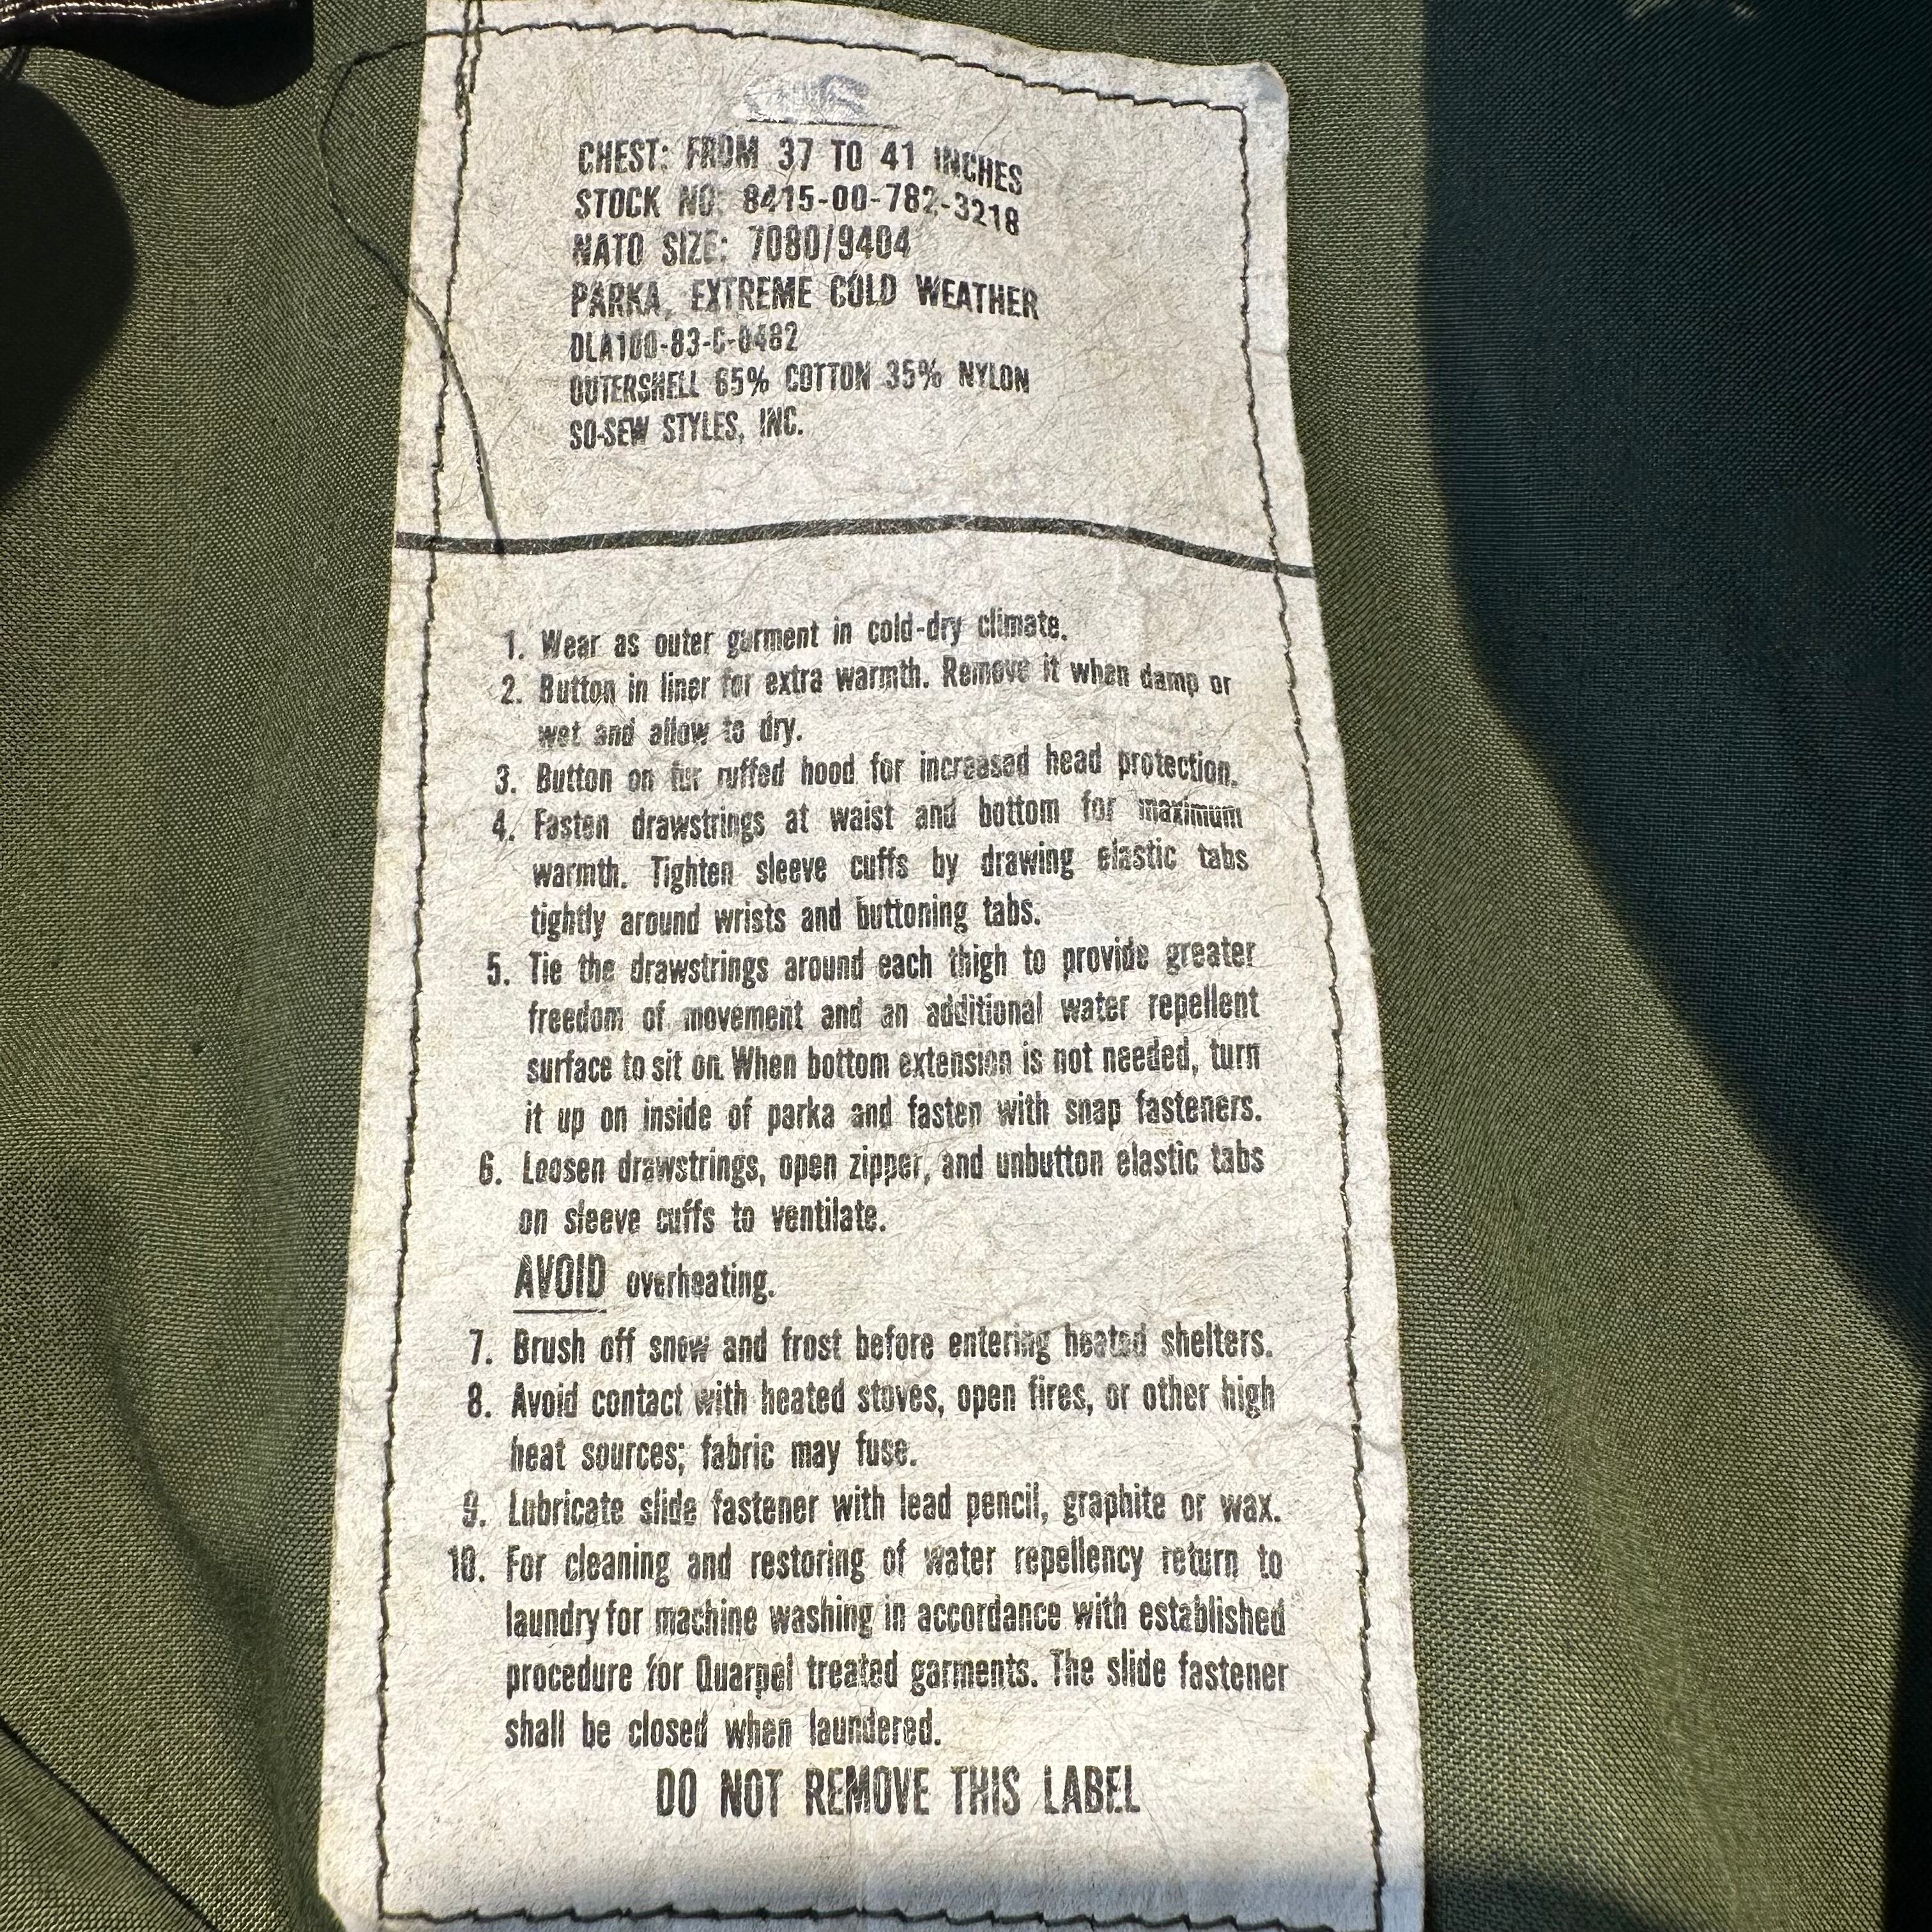 CHEST: FROM 37 TO 41 INCHES
STOCK NO: 8415-00-782-3218
NATO SIZE: 7080/9404
PARKA, EXTREME COLD WEATHER
DLA100-83-C-0482
OUTERSHELL 65% COTTON 35% NYLON
SO-SEW STYLES, INC.
1. Wear as outer garment in cold-dry climate.
2. Button in liner for extra warmth. Remove it when damp or
wet and allow to dry.
3. Button on fur ruffed hood for increased head protection.
4. Fasten drawstrings at waist and bottom for maximum
warmth. Tighten sleeve cuffs by drawing elastic tabs
tightly around wrists and buttoning tabs.
5. Tie the drawstrings around each thigh to provide greater
freedom of movement and an additional water repellent
surface to sit on. When bottom extension is not needed, turn
it up on inside of parka and fasten with snap fasteners.
6. Loosen drawstrings, open zipper, and unbutton elastic tabs
on sleeve cuffs to ventilate.
AVOID overheating.
7. Brush off snow and frost before entering heated shelters.
8. Avoid contact with heated stoves, open fires, or other high
heat sources; fabric may fuse.
9. Lubricate slide fastener with lead pencil, graphite or wax.
10. For cleaning and restoring of water repellency return to
laundry for machine washing in accordance with established
procedure for Quarpel treated garments. The slide fastener
shall be closed when laundered.
DO NOT REMOVE THIS LABEL